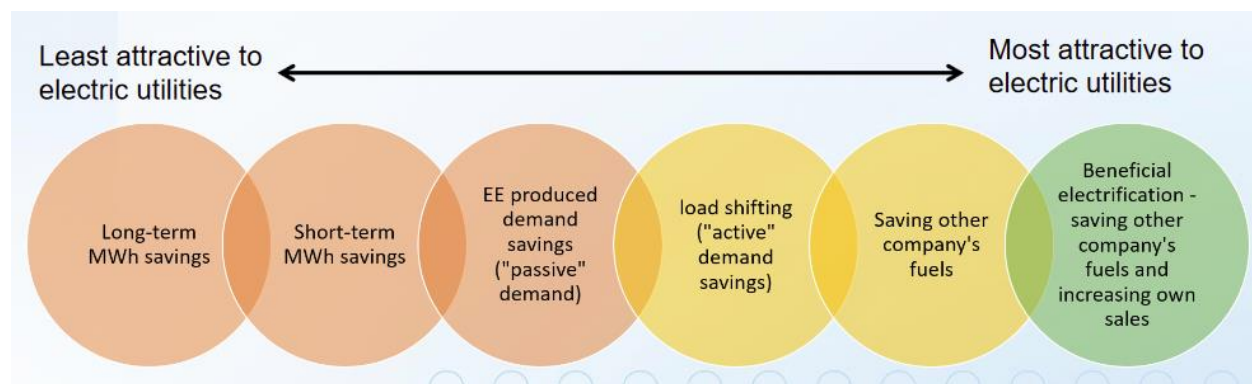 Least attractive to
electric utilities
Most attractive to
electric utilities
Long-term
MWh savings
Short-term
MWh savings
EE produced
demand
savings
("passive"
demand)
load shifting
("active"
demand
savings)
Saving other
company's
fuels
Beneficial
electrification -
saving other
company's
fuels and
increasing own
sales